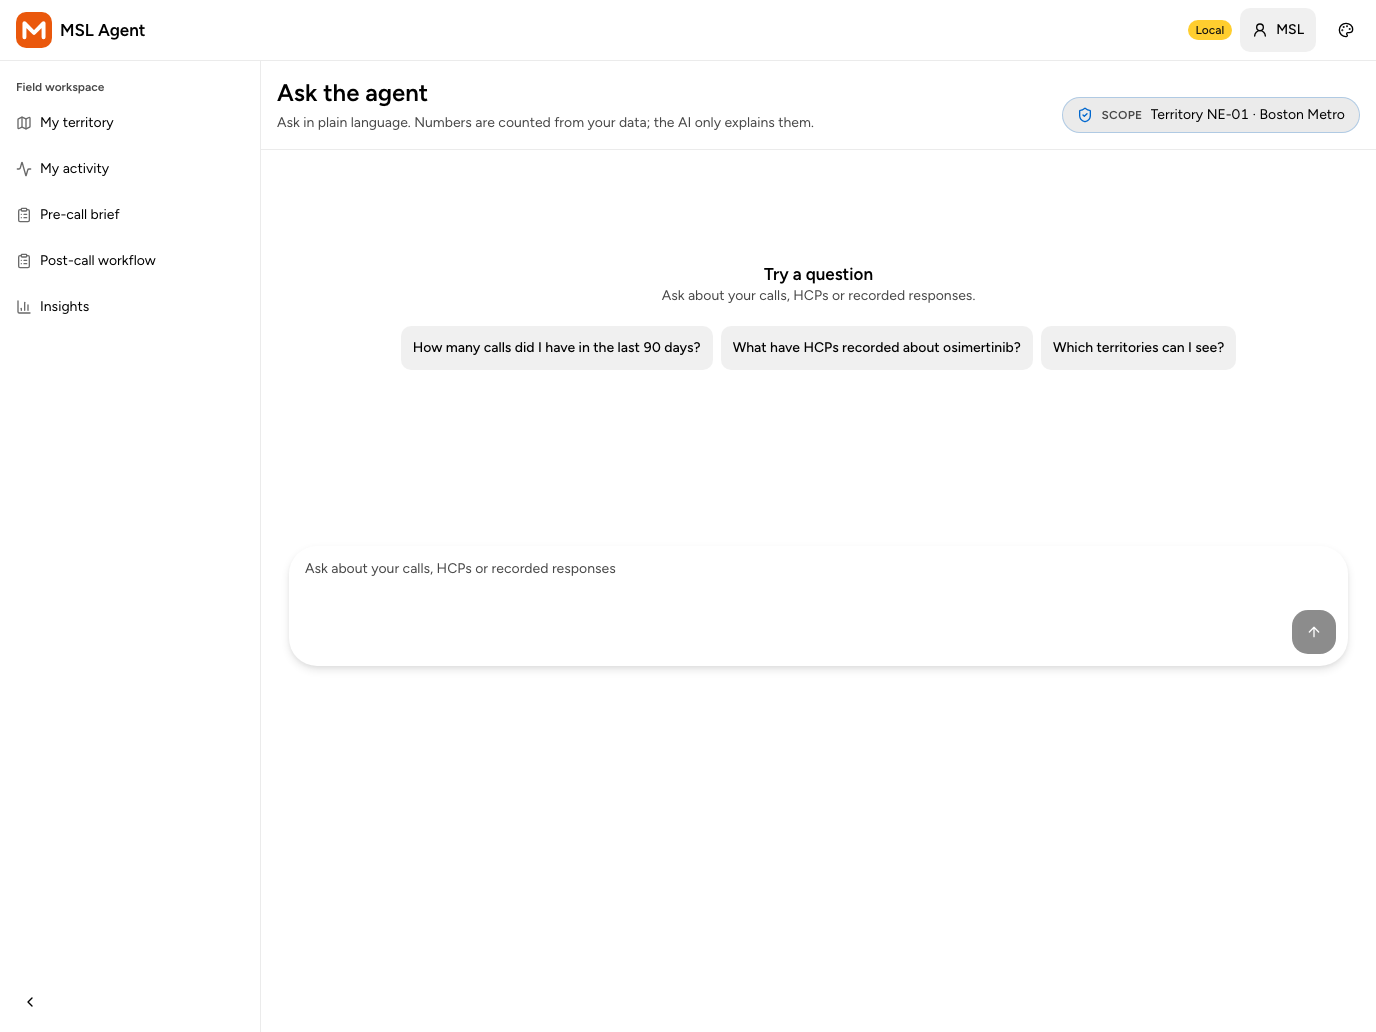 MSL Agent
Local
MSL
Field workspace
My territory
My activity
Pre-call brief
Post-call workflow
Insights
Ask the agent
Ask in plain language. Numbers are counted from your data; the AI only explains them.
SCOPE Territory NE-01 · Boston Metro
Try a question
Ask about your calls, HCPs or recorded responses.
How many calls did I have in the last 90 days?
What have HCPs recorded about osimertinib?
Which territories can I see?
Ask about your calls, HCPs or recorded responses